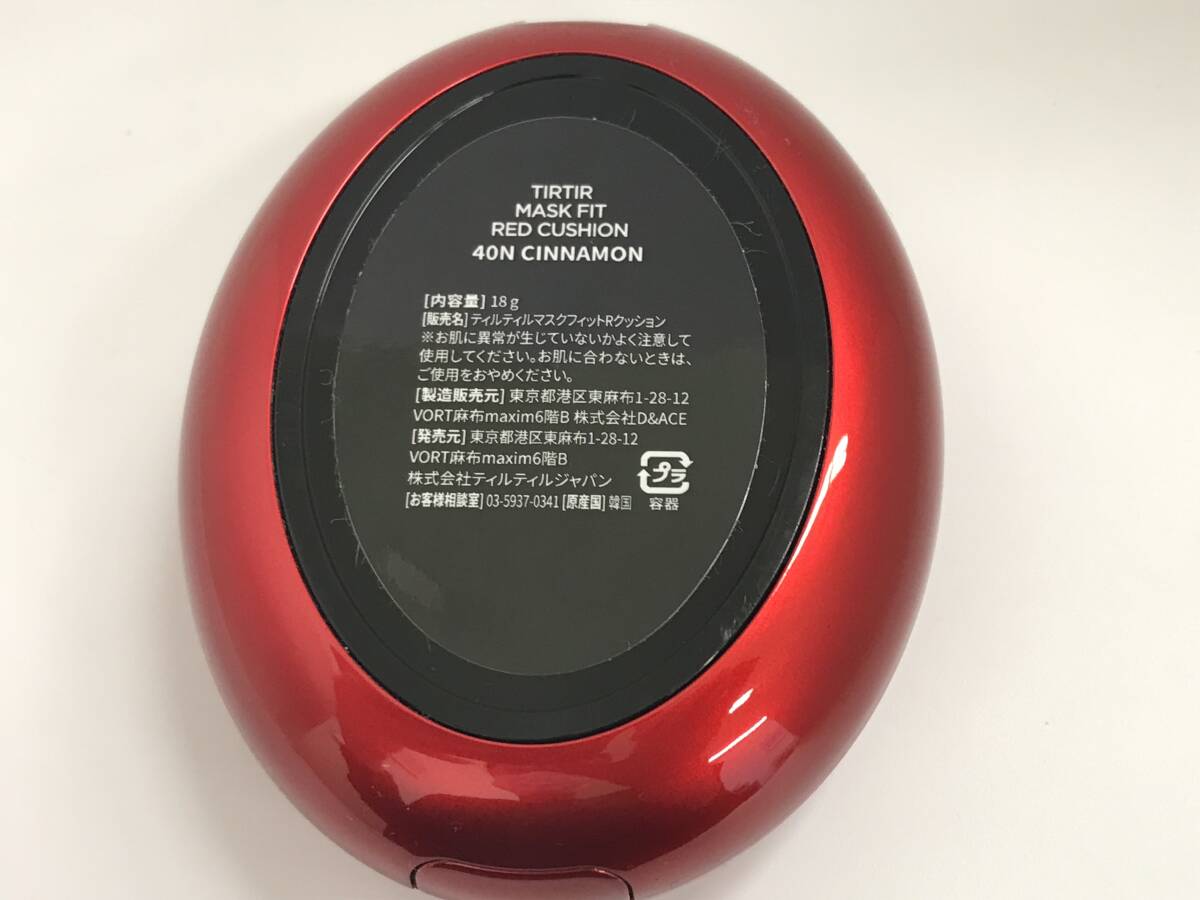 TIRTIR
MASK FIT
RED CUSHION
40N CINNAMON
[内容量] 18 g
[販売名] ティルティルマスクフィットRクッション
※お肌に異常が生じていないかよく注意して
使用してください。お肌に合わないときは、
ご使用をおやめください。
[製造販売元] 東京都港区東麻布1-28-12
VORT麻布maxim6階B 株式会社D&ACE
[発売元] 東京都港区東麻布1-28-12
VORT麻布maxim6階B
株式会社ティルティルジャパン
[お客様相談室] 03-5937-0341 [原産国] 韓国
プラ
容器